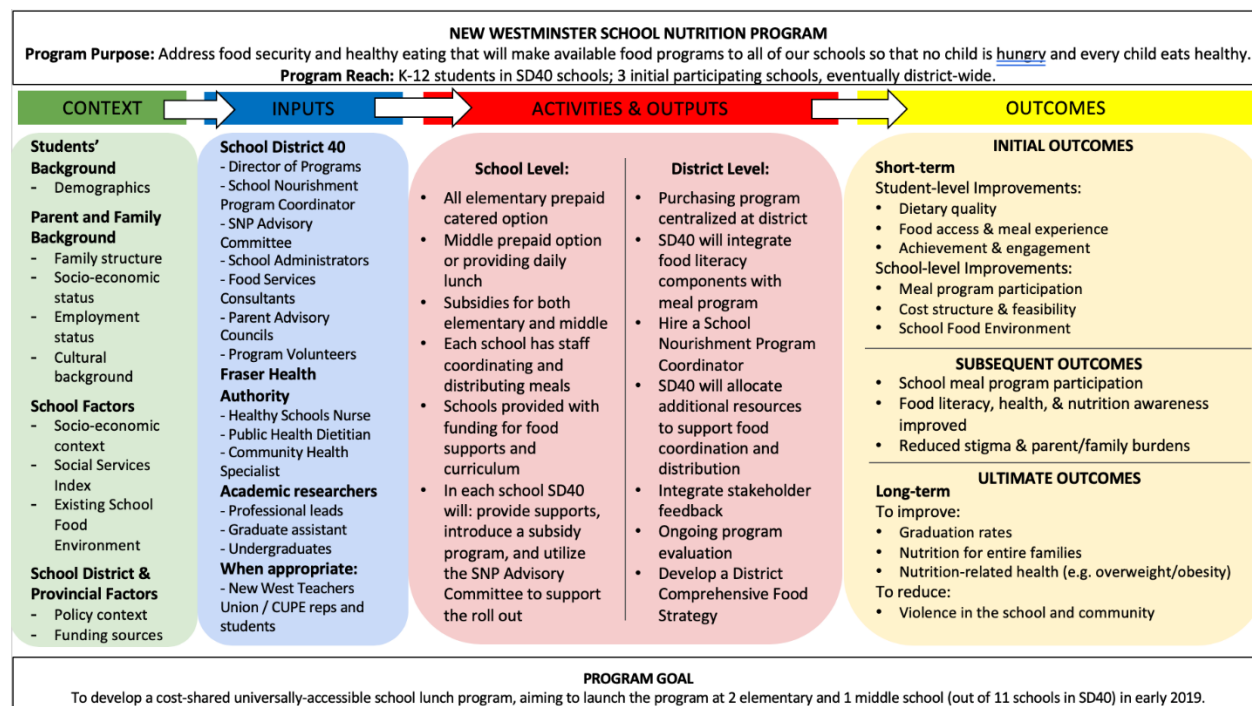 NEW WESTMINSTER SCHOOL NUTRITION PROGRAM
Program Purpose: Address food security and healthy eating that will make available food programs to all of our schools so that no child is hungry and every child eats healthy.
Program Reach: K-12 students in SD40 schools; 3 initial participating schools, eventually district-wide.
CONTEXT
INPUTS
ACTIVITIES & OUTPUTS
OUTCOMES
Students'
Background
- Demographics
Parent and Family
Background
- Family structure
- Socio-economic
status
- Employment
status
- Cultural
background
School Factors
- Socio-economic
context
- Social Services
Index
- Existing School
Food
Environment
School District &
Provincial Factors
- Policy context
- Funding sources
School District 40
- Director of Programs
- School Nourishment
Program Coordinator
- SNP Advisory
Committee
- School Administrators
- Food Services
Consultants
- Parent Advisory
Councils
- Program Volunteers
Fraser Health
Authority
- Healthy Schools Nurse
- Public Health Dietitian
- Community Health
Specialist
Academic researchers
- Professional leads
- Graduate assistant
- Undergraduates
When appropriate:
- New West Teachers
Union / CUPE reps and
students
School Level:
• All elementary prepaid
catered option
• Middle prepaid option
or providing daily
lunch
• Subsidies for both
elementary and middle
• Each school has staff
coordinating and
distributing meals
• Schools provided with
funding for food
supports and
curriculum
• In each school SD40
will: provide supports,
introduce a subsidy
program, and utilize
the SNP Advisory
Committee to support
the roll out
District Level:
• Purchasing program
centralized at district
• SD40 will integrate
food literacy
components with
meal program
• Hire a School
Nourishment Program
Coordinator
• SD40 will allocate
additional resources
to support food
coordination and
distribution
• Integrate stakeholder
feedback
• Ongoing program
evaluation
• Develop a District
Comprehensive Food
Strategy
INITIAL OUTCOMES
Short-term
Student-level Improvements:
• Dietary quality
• Food access & meal experience
• Achievement & engagement
School-level Improvements:
• Meal program participation
• Cost structure & feasibility
• School Food Environment
SUBSEQUENT OUTCOMES
• School meal program participation
• Food literacy, health, & nutrition awareness
improved
• Reduced stigma & parent/family burdens
ULTIMATE OUTCOMES
Long-term
To improve:
• Graduation rates
• Nutrition for entire families
• Nutrition-related health (e.g. overweight/obesity)
To reduce:
• Violence in the school and community
PROGRAM GOAL
To develop a cost-shared universally-accessible school lunch program, aiming to launch the program at 2 elementary and 1 middle school (out of 11 schools in SD40) in early 2019.